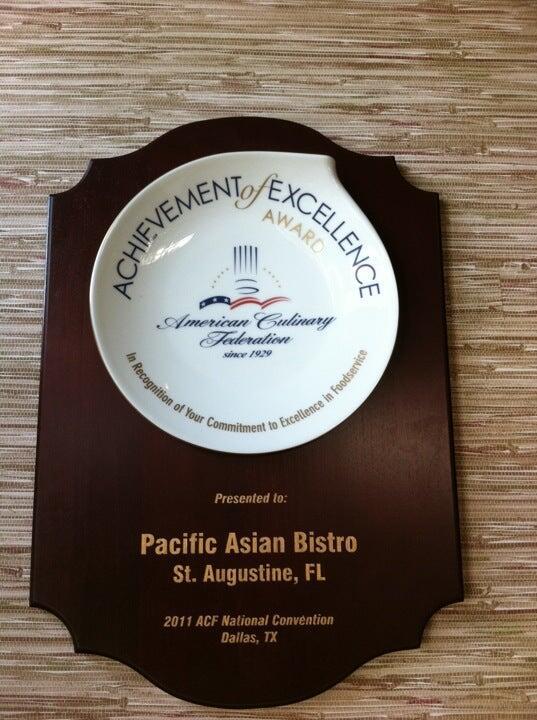 ACHIEVEMENT of EXCELLENCE
AWARD
American Culinary
Federation
since 1929
In Recognition of Your Commitment to Excellence in Foodservice
Presented to:
Pacific Asian Bistro
St. Augustine, FL
2011 ACF National Convention
Dallas, TX